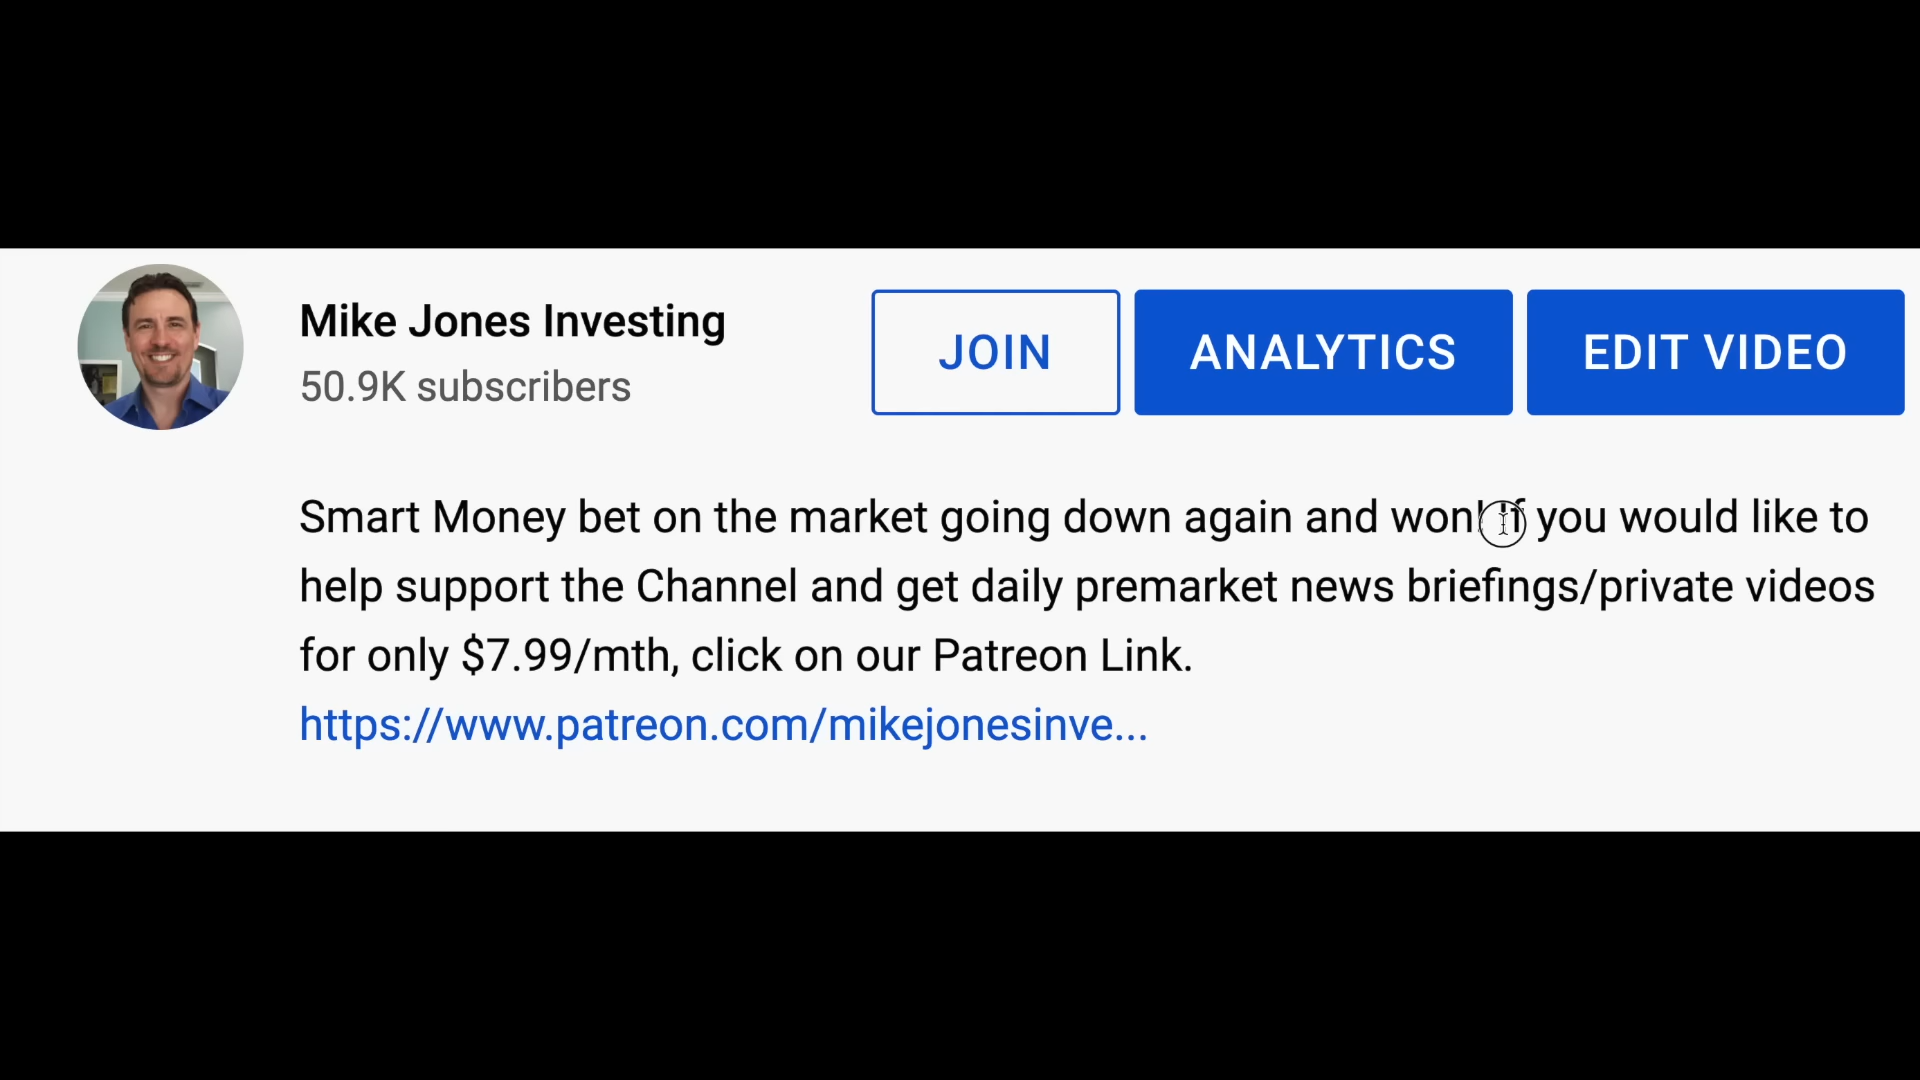 Mike Jones Investing
50.9K subscribers
JOIN
ANALYTICS
EDIT VIDEO
Smart Money bet on the market going down again and won! If you would like to
help support the Channel and get daily premarket news briefings/private videos
for only $7.99/mth, click on our Patreon Link.
https://www.patreon.com/mikejonesinve...